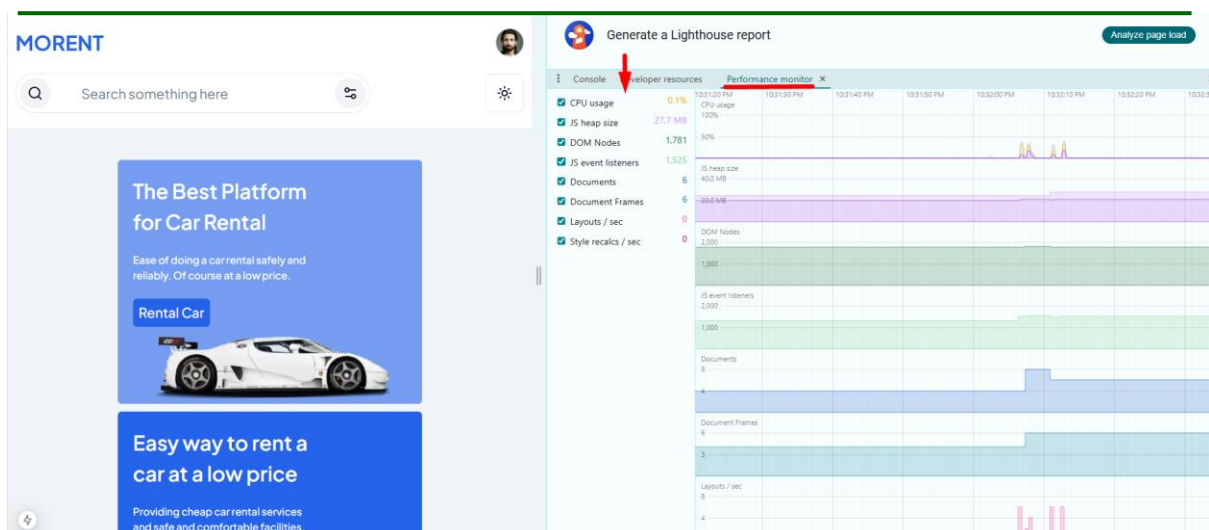 MORENT
Search something here
The Best Platform
for Car Rental
Ease of doing a car rental safely and
reliably. Of course at a low price.
Rental Car
Easy way to rent a
car at a low price
Providing cheap car rental services
and safe and comfortable facilities.
Generate a Lighthouse report
Analyze page load
Console
eveloper resources
Performance monitor ×
CPU usage 0.1%
JS heap size 27.7 MB
DOM Nodes 1.781
JS event listeners 1,525
Documents 6
Document Frames 6
Layouts / sec 0
Style recalcs / sec 0
10:31:20 PM 10:31:30 PM 10:31:40 PM 10:31:50 PM 10:32:00 PM 10:32:10 PM 10:32:20 PM 10:32:3
CPU usage
100%
50%
JS heap size
40.0 MB
20.0 MB
DOM Nodes
2,000
1,000
JS event listeners
2,000
1,000
Documents
8
4
Document Frames
6
3
Layouts / sec
8
4